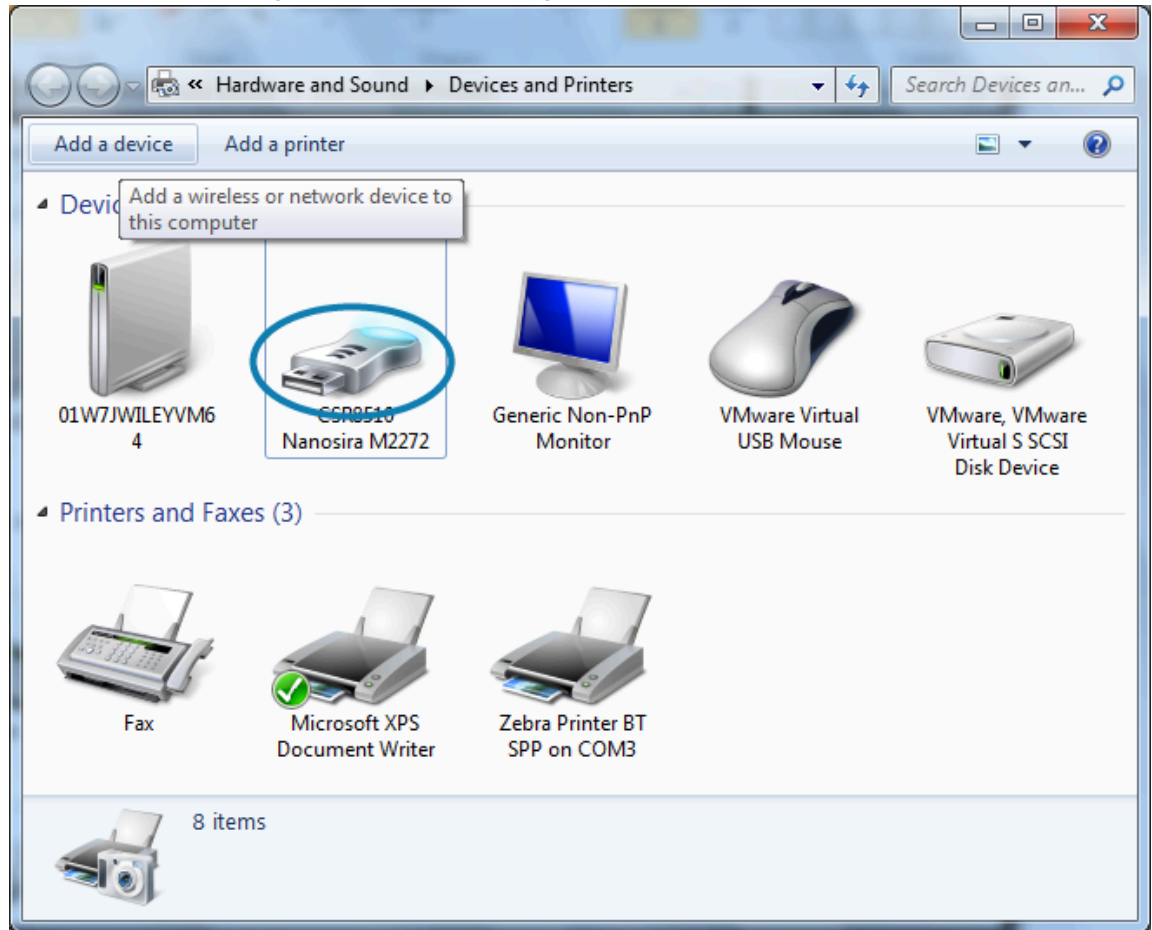 « Hardware and Sound ▸ Devices and Printers
Search Devices an...
Add a device
Add a printer
Devic
Add a wireless or network device to
this computer
01W7JWILEYVM6
4
CSR8510
Nanosira M2272
Generic Non-PnP
Monitor
VMware Virtual
USB Mouse
VMware, VMware
Virtual S SCSI
Disk Device
Printers and Faxes (3)
Fax
Microsoft XPS
Document Writer
Zebra Printer BT
SPP on COM3
8 items